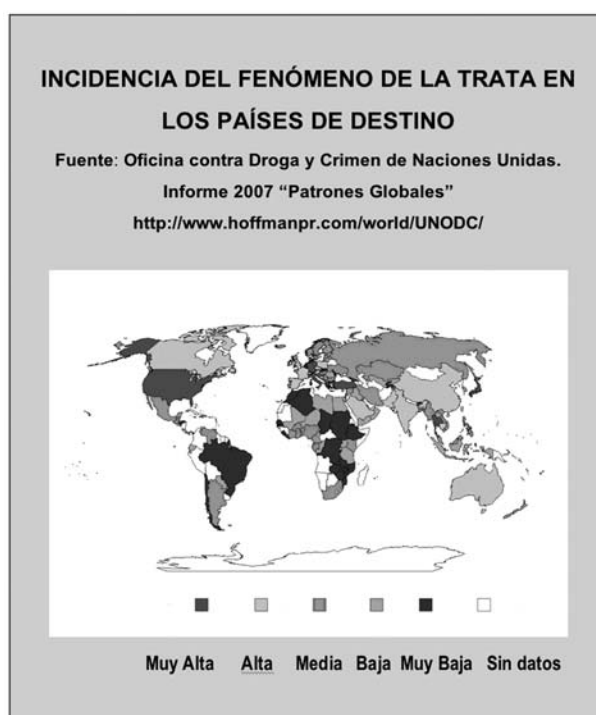 INCIDENCIA DEL FENÓMENO DE LA TRATA EN
LOS PAÍSES DE DESTINO
Fuente: Oficina contra Droga y Crimen de Naciones Unidas.
Informe 2007 “Patrones Globales”
http://www.hoffmanpr.com/world/UNODC/
Muy Alta Alta Media Baja Muy Baja Sin datos